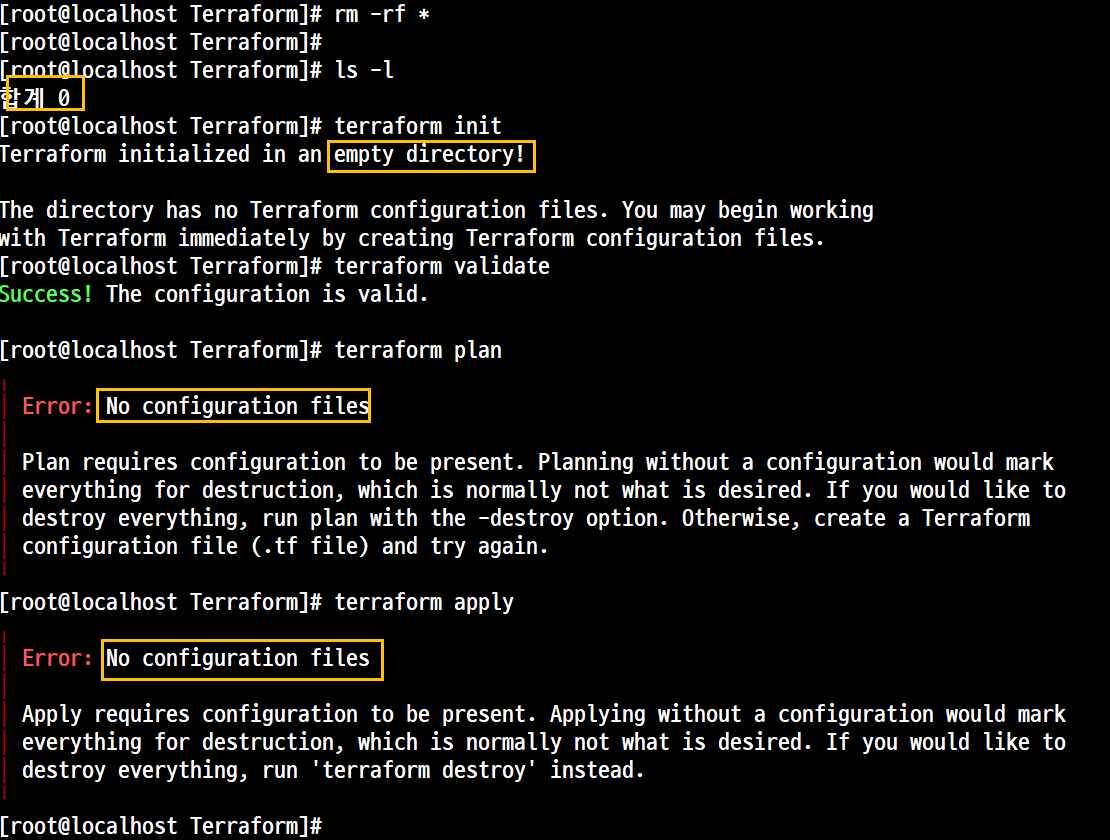 [root@localhost Terraform]# rm -rf *
[root@localhost Terraform]#
[root@localhost Terraform]# ls -l
합계 0
[root@localhost Terraform]# terraform init
Terraform initialized in an empty directory!
The directory has no Terraform configuration files. You may begin working
with Terraform immediately by creating Terraform configuration files.
[root@localhost Terraform]# terraform validate
Success! The configuration is valid.
[root@localhost Terraform]# terraform plan
Error: No configuration files
Plan requires configuration to be present. Planning without a configuration would mark
everything for destruction, which is normally not what is desired. If you would like to
destroy everything, run plan with the -destroy option. Otherwise, create a Terraform
configuration file (.tf file) and try again.
[root@localhost Terraform]# terraform apply
Error: No configuration files
Apply requires configuration to be present. Applying without a configuration would mark
everything for destruction, which is normally not what is desired. If you would like to
destroy everything, run 'terraform destroy' instead.
[root@localhost Terraform]#